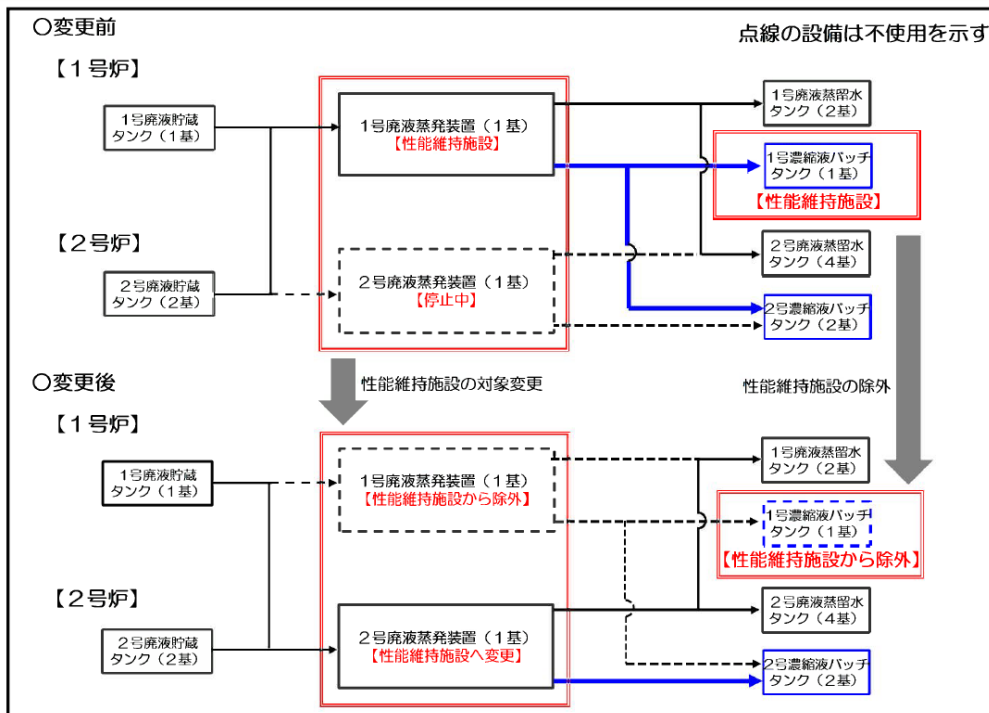 〇変更前
点線の設備は不使用を示す
【1号炉】
1号廃液貯蔵
タンク(1基)
1号廃液蒸発装置(1基)
【性能維持施設】
1号廃液蒸留水
タンク(2基)
1号濃縮液バッチ
タンク(1基)
【性能維持施設】
【2号炉】
2号廃液貯蔵
タンク(2基)
2号廃液蒸発装置(1基)
【停止中】
2号廃液蒸留水
タンク(4基)
2号濃縮液バッチ
タンク(2基)
性能維持施設の対象変更
性能維持施設の除外
〇変更後
【1号炉】
1号廃液貯蔵
タンク(1基)
1号廃液蒸発装置(1基)
【性能維持施設から除外】
1号廃液蒸留水
タンク(2基)
1号濃縮液バッチ
タンク(1基)
【性能維持施設から除外】
【2号炉】
2号廃液貯蔵
タンク(2基)
2号廃液蒸発装置(1基)
【性能維持施設へ変更】
2号廃液蒸留水
タンク(4基)
2号濃縮液バッチ
タンク(2基)